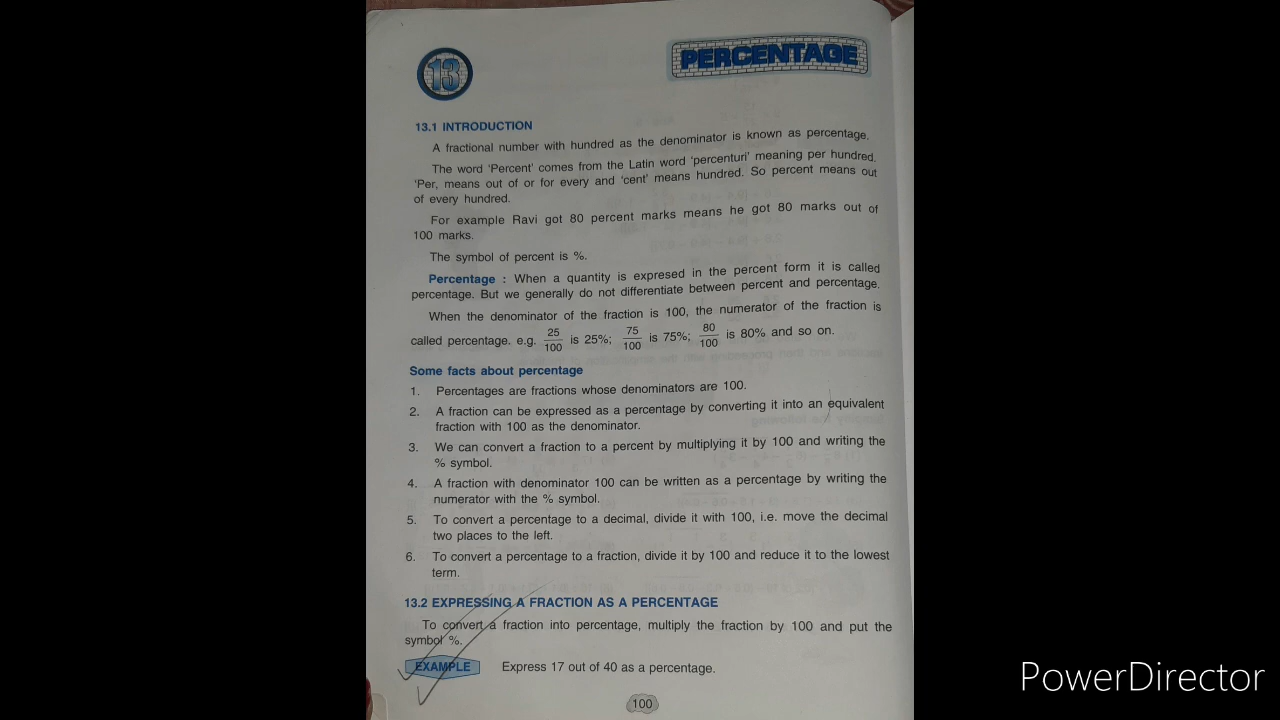 13
PERCENTAGE
13.1 INTRODUCTION
A fractional number with hundred as the denominator is known as percentage.
The word 'Percent' comes from the Latin word 'percenturi' meaning per hundred.
'Per, means out of or for every and 'cent' means hundred. So percent means out
of every hundred.
For example Ravi got 80 percent marks means he got 80 marks out of
100 marks.
The symbol of percent is %.
Percentage : When a quantity is expresed in the percent form it is called
percentage. But we generally do not differentiate between percent and percentage.
When the denominator of the fraction is 100, the numerator of the fraction is
called percentage. e.g. 25/100 is 25%; 75/100 is 75%; 80/100 is 80% and so on.
Some facts about percentage
1. Percentages are fractions whose denominators are 100.
2. A fraction can be expressed as a percentage by converting it into an equivalent
fraction with 100 as the denominator.
3. We can convert a fraction to a percent by multiplying it by 100 and writing the
% symbol.
4. A fraction with denominator 100 can be written as a percentage by writing the
numerator with the % symbol.
5. To convert a percentage to a decimal, divide it with 100, i.e. move the decimal
two places to the left.
6. To convert a percentage to a fraction, divide it by 100 and reduce it to the lowest
term.
13.2 EXPRESSING A FRACTION AS A PERCENTAGE
To convert a fraction into percentage, multiply the fraction by 100 and put the
symbol %.
EXAMPLE Express 17 out of 40 as a percentage.
100
PowerDirector